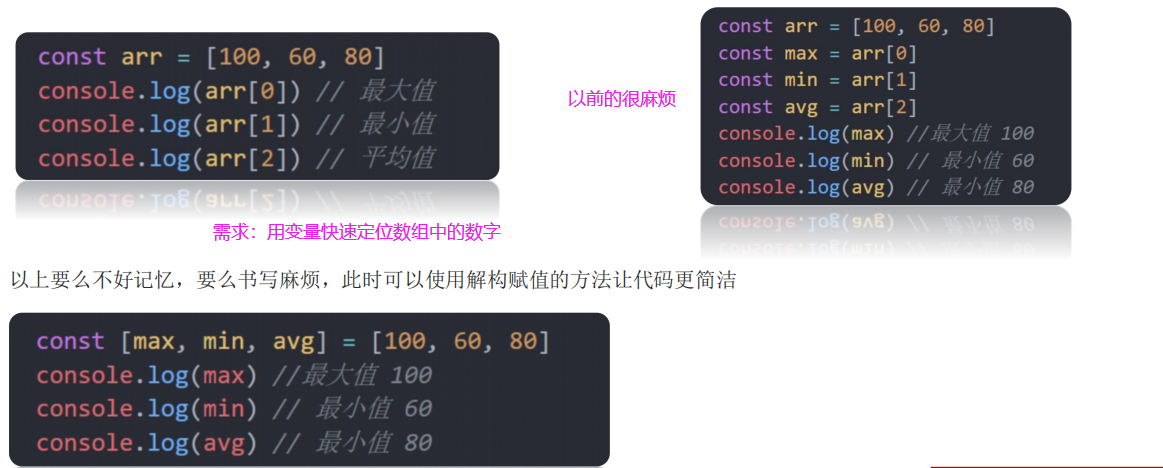 const arr = [100, 60, 80]
console.log(arr[0]) // 最大值
console.log(arr[1]) // 最小值
console.log(arr[2]) // 平均值
以前的很麻烦
const arr = [100, 60, 80]
const max = arr[0]
const min = arr[1]
const avg = arr[2]
console.log(max) //最大值 100
console.log(min) // 最小值 60
console.log(avg) // 最小值 80
需求：用变量快速定位数组中的数字
以上要么不好记忆，要么书写麻烦，此时可以使用解构赋值的方法让代码更简洁
const [max, min, avg] = [100, 60, 80]
console.log(max) //最大值 100
console.log(min) // 最小值 60
console.log(avg) // 最小值 80